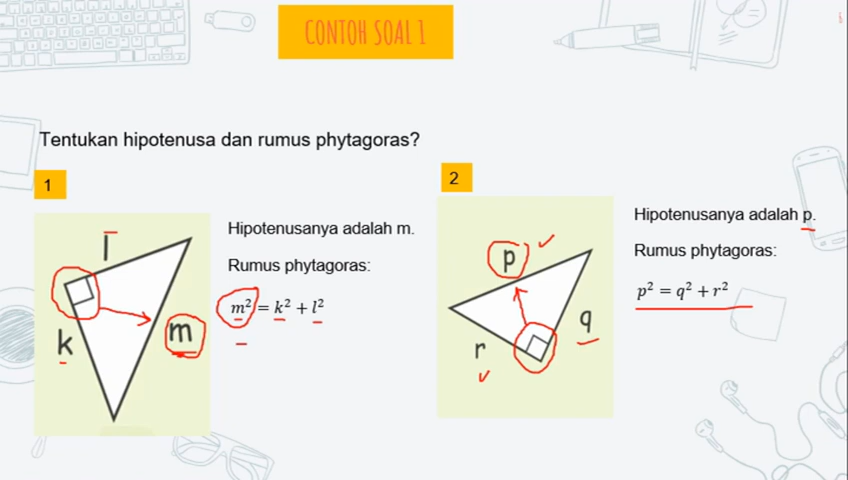 CONTOH SOAL 1
Tentukan hipotenusa dan rumus phytagoras?
1
l
k
m
Hipotenusanya adalah m.
Rumus phytagoras:
m² = k² + l²
2
p
q
r
Hipotenusanya adalah p.
Rumus phytagoras:
p² = q² + r²